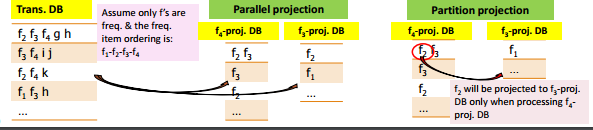 Trans. DB
f₂ f₃ f₄ g h
f₃ f₄ i j
f₂ f₄ k
f₁ f₃ h
...
Assume only f's are
freq. & the freq.
item ordering is:
f₁-f₂-f₃-f₄
Parallel projection
f₄-proj. DB
f₃-proj. DB
f₂ f₃
f₃
f₂
...
f₂
f₁
...
Partition projection
f₄-proj. DB
f₃-proj. DB
f₂ f₃
f₃
f₂
...
f₁
...
f₂ will be projected to f₃-proj.
DB only when processing f₄-
proj. DB